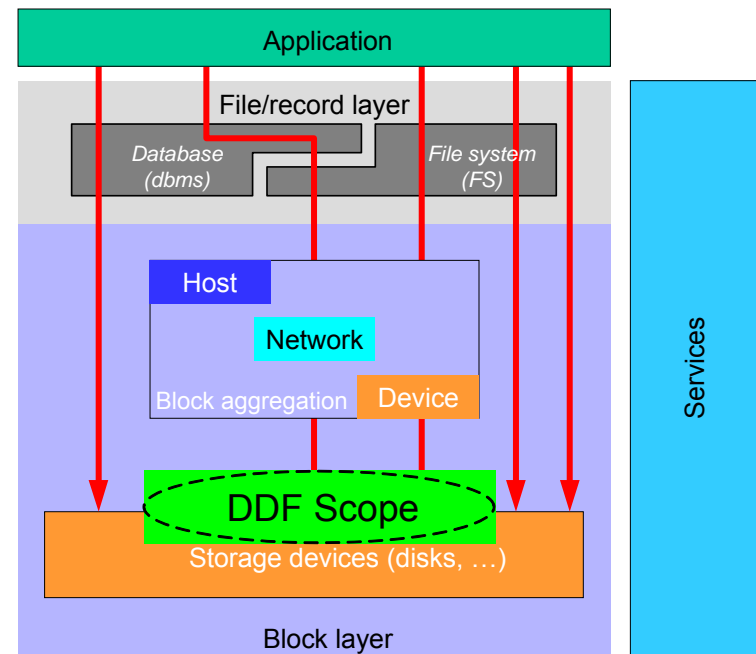 Application
File/record layer
Database
(dbms)
File system
(FS)
Host
Network
Block aggregation
Device
DDF Scope
Storage devices (disks, …)
Block layer
Services